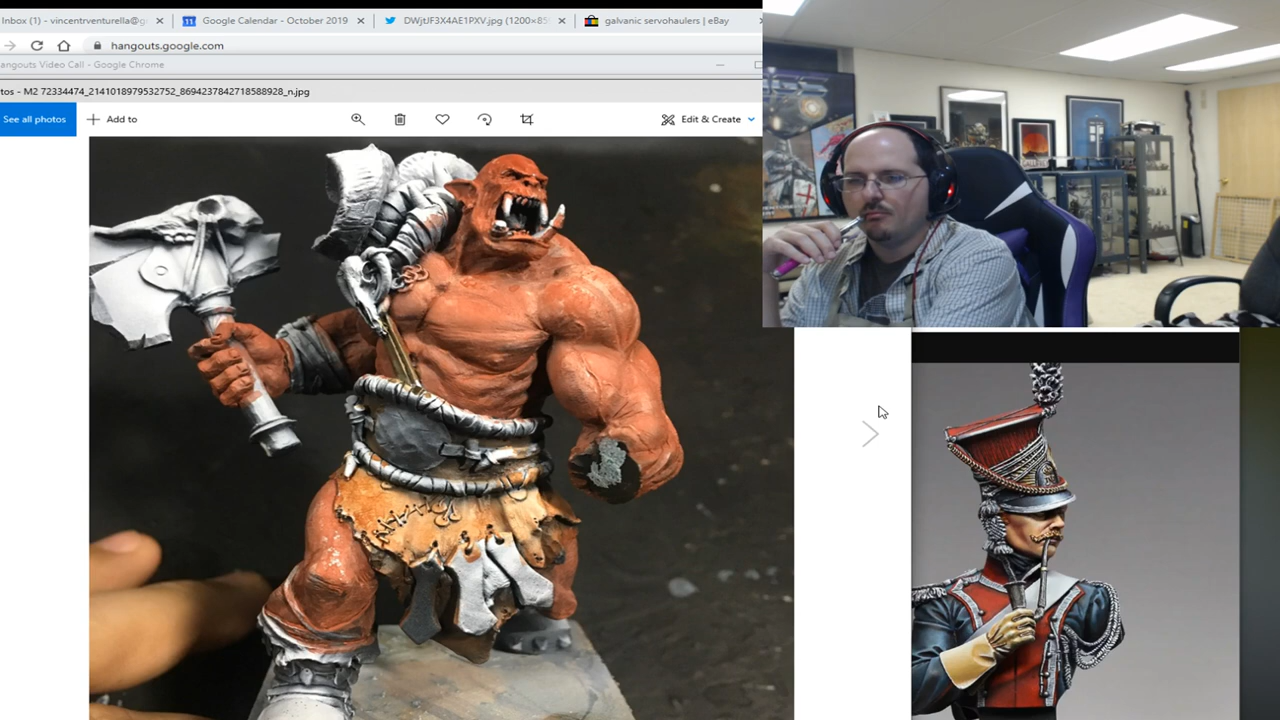 Inbox (1) - vincentrventurella@g
Google Calendar - October 2019
DWjtJF3X4AE1PXV.jpg (1200×85
galvanic servohaulers | eBay
hangouts.google.com
angouts Video Call - Google Chrome
tos - M2 72334474_2141018979532752_8694237842718588928_n.jpg
See all photos
Add to
Edit & Create